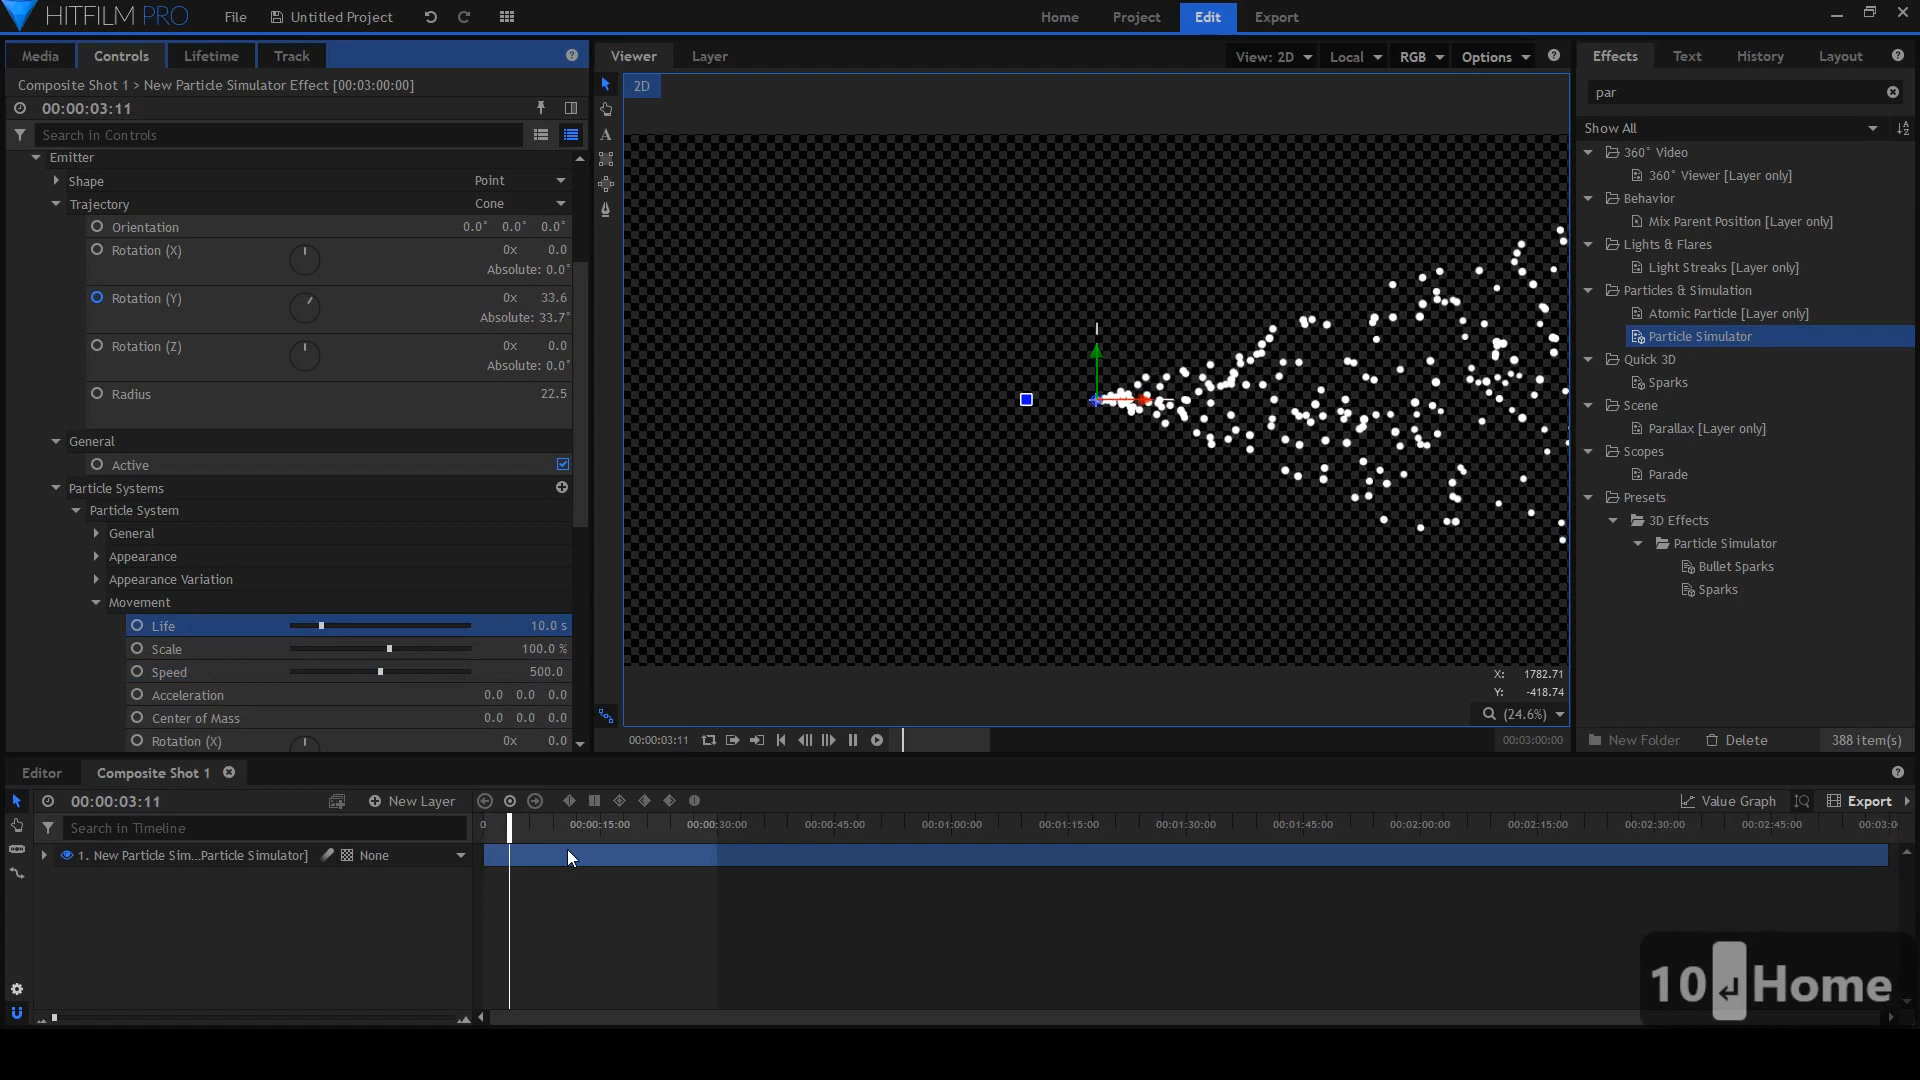 HITFILM PRO File Untitled Project Home Project Edit Export
Media Controls Lifetime Track
Composite Shot 1 > New Particle Simulator Effect [00:03:00:00]
00:00:03:11
Search in Controls
Emitter
Shape Point
Trajectory Cone
Orientation 0.0° 0.0° 0.0°
Rotation (X) 0x 0.0
Absolute: 0.0°
Rotation (Y) 0x 33.6
Absolute: 33.7°
Rotation (Z) 0x 0.0
Absolute: 0.0°
Radius 22.5
General
Active
Particle Systems
Particle System
General
Appearance
Appearance Variation
Movement
Life 10.0 s
Scale 100.0 %
Speed 500.0
Acceleration 0.0 0.0 0.0
Center of Mass 0.0 0.0 0.0
Rotation (X) 0x 0.0
Viewer Layer View: 2D Local RGB Options
2D
X: 1782.71
Y: -418.74
(24.6%)
00:00:03:11 00:03:00:00
Effects Text History Layout
par
Show All
360° Video
360° Viewer [Layer only]
Behavior
Mix Parent Position [Layer only]
Lights & Flares
Light Streaks [Layer only]
Particles & Simulation
Atomic Particle [Layer only]
Particle Simulator
Quick 3D
Sparks
Scene
Parallax [Layer only]
Scopes
Parade
Presets
3D Effects
Particle Simulator
Bullet Sparks
Sparks
New Folder Delete 388 item(s)
Editor Composite Shot 1
00:00:03:11 New Layer Value Graph Export
Search in Timeline 0 00:00:15:00 00:00:30:00 00:00:45:00 00:01:00:00 00:01:15:00 00:01:30:00 00:01:45:00 00:02:00:00 00:02:15:00 00:02:30:00 00:02:45:00 00:03:0
1. New Particle Sim...Particle Simulator] None
10 ↵ Home